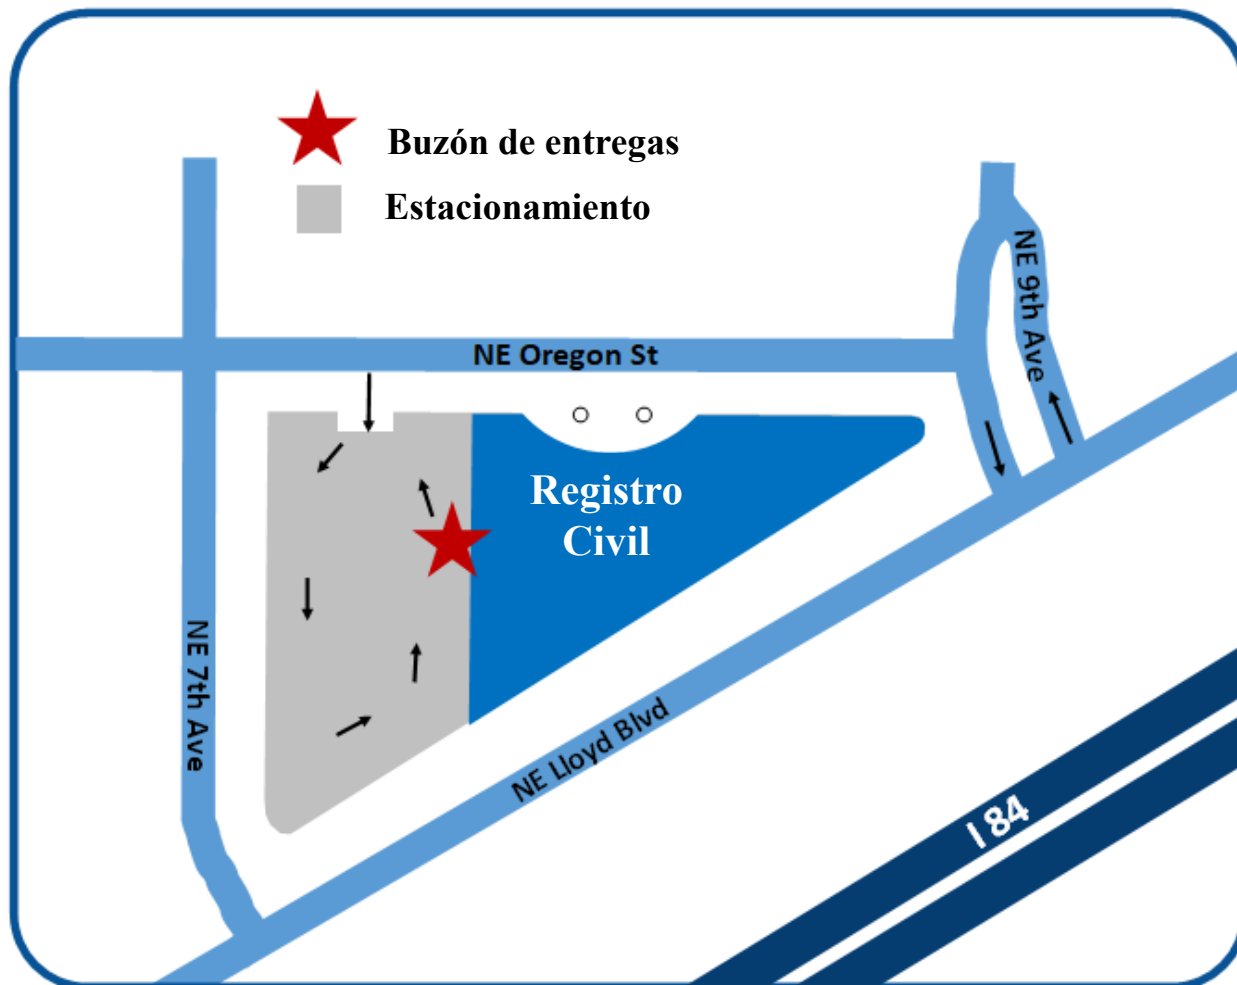 Buzón de entregas
Estacionamiento
NE 9th Ave
NE Oregon St
Registro
Civil
NE 7th Ave
NE Lloyd Blvd
I 84